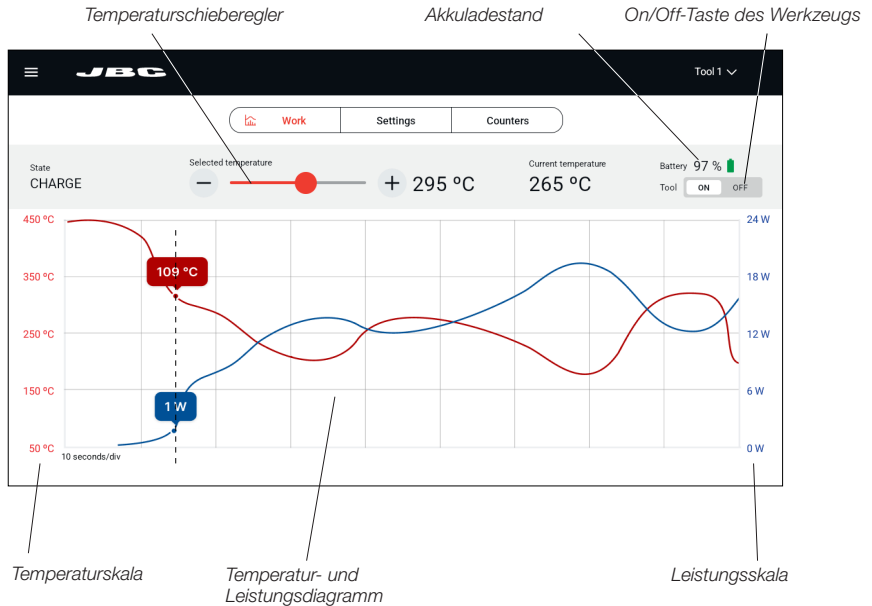 Temperaturschieberegler
Akkuladestand
On/Off-Taste des Werkzeugs
JBC
Tool 1
Work
Settings
Counters
State
CHARGE
Selected temperature
295 ºC
Current temperature
265 ºC
Battery 97 %
Tool ON OFF
450 ºC
24 W
109 ºC
350 ºC
18 W
250 ºC
12 W
150 ºC
6 W
1 W
50 ºC
0 W
10 seconds/div
Temperaturskala
Temperatur- und
Leistungsdiagramm
Leistungsskala